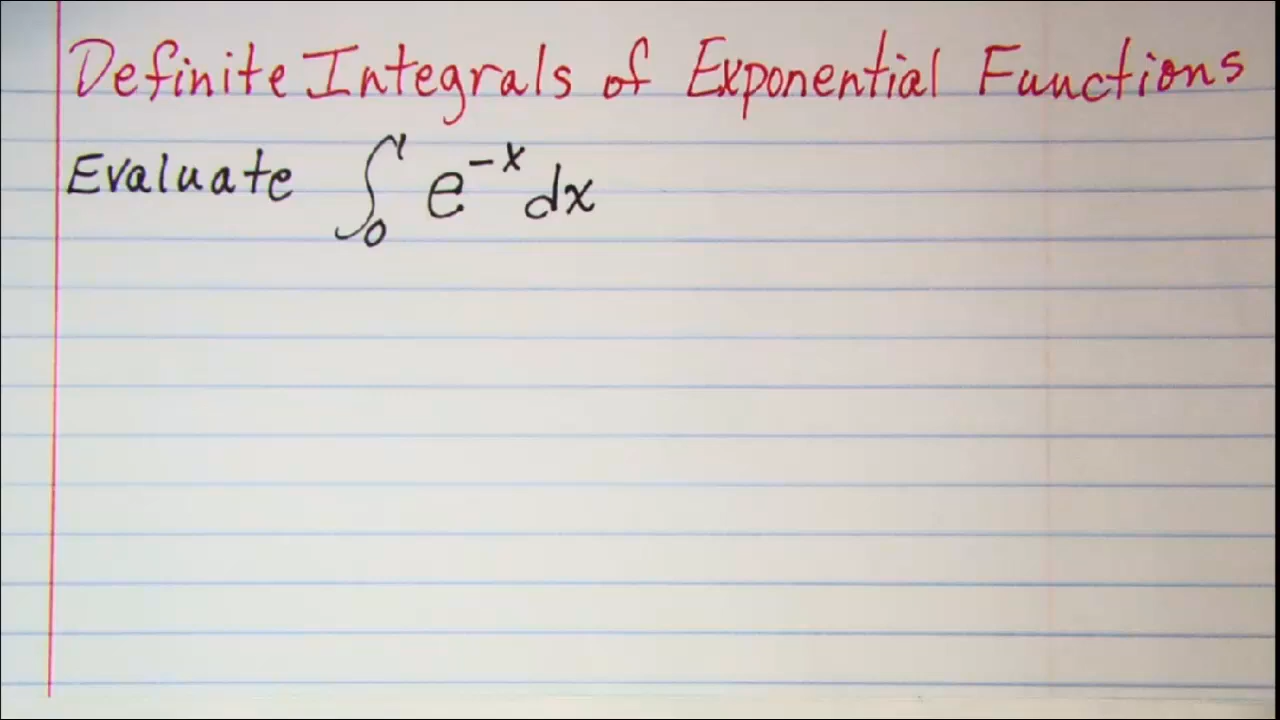 Definite Integrals of Exponential Functions
Evaluate ∫₀¹ e⁻ˣ dx